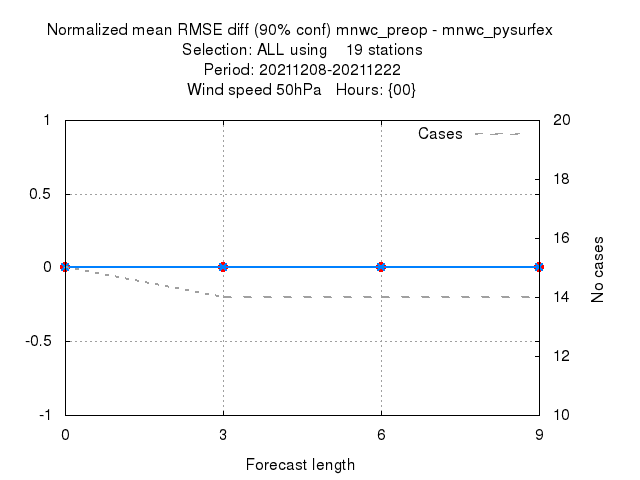 Normalized mean RMSE diff (90% conf) mnwc_preop - mnwc_pysurfex
Selection: ALL using 19 stations
Period: 20211208-20211222
Wind speed 50hPa Hours: {00}
1 20
Cases
18
0.5
16
0 No cases
14
-0.5
12
-1 10
0 3 6 9
Forecast length